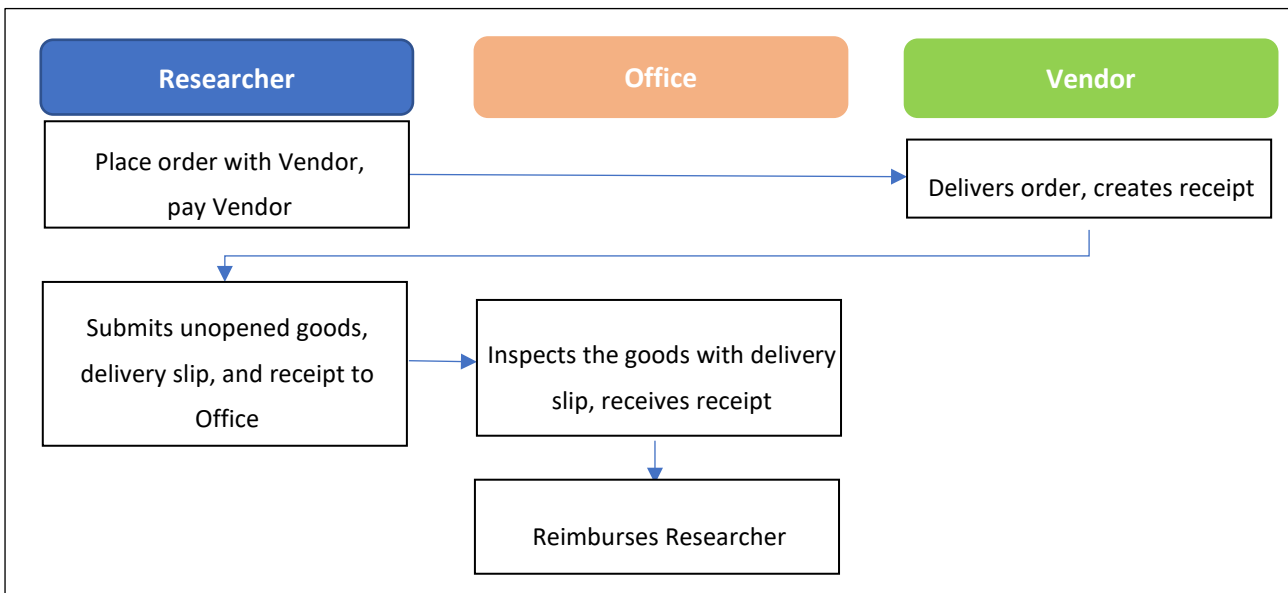 Researcher
Office
Vendor
Place order with Vendor,
pay Vendor
Delivers order, creates receipt
Submits unopened goods,
delivery slip, and receipt to
Office
Inspects the goods with delivery
slip, receives receipt
Reimburses Researcher